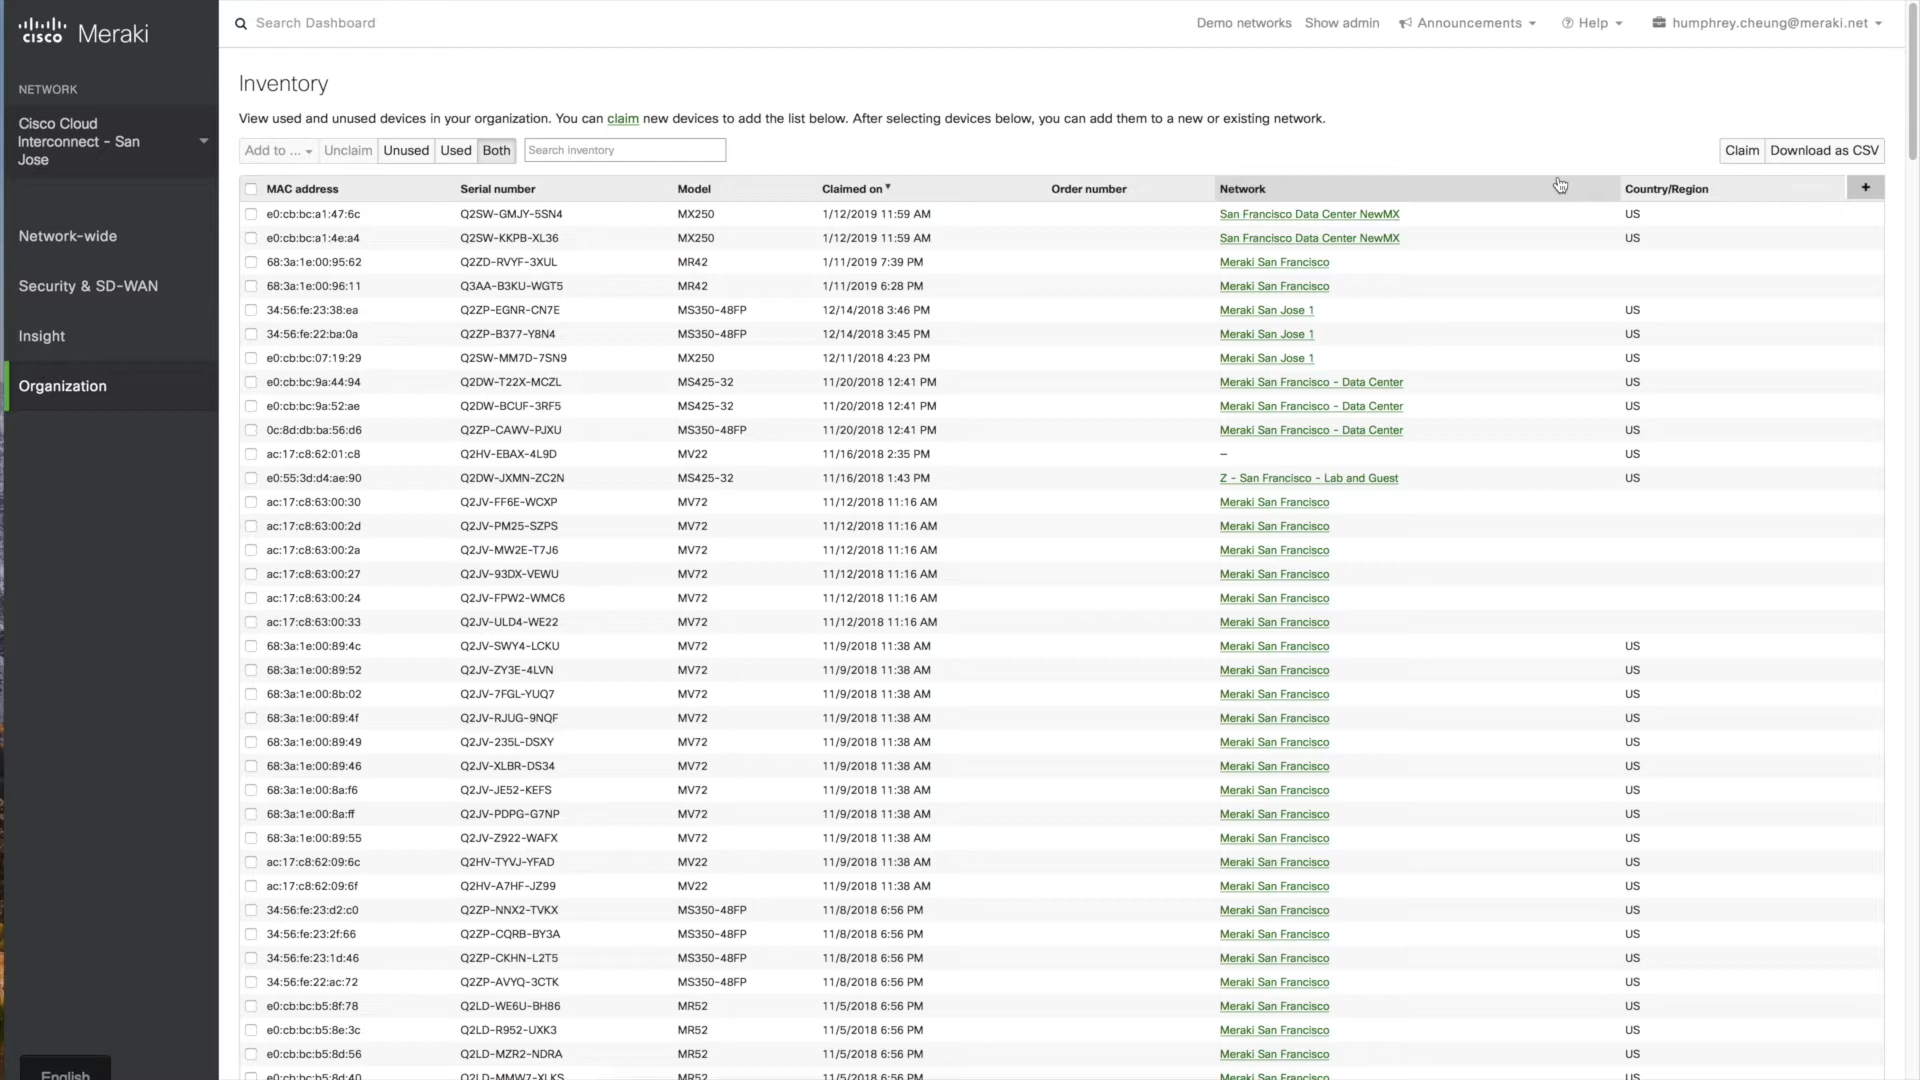 cisco Meraki
Search Dashboard
Demo networks Show admin Announcements Help humphrey.cheung@meraki.net
NETWORK
Cisco Cloud
Interconnect - San
Jose
Network-wide
Security & SD-WAN
Insight
Organization
English
Inventory
View used and unused devices in your organization. You can claim new devices to add the list below. After selecting devices below, you can add them to a new or existing network.
Add to ... Unclaim Unused Used Both Search inventory Claim Download as CSV
MAC address Serial number Model Claimed on Order number Network Country/Region +
e0:cb:bc:a1:47:6c Q2SW-GMJY-5SN4 MX250 1/12/2019 11:59 AM San Francisco Data Center NewMX US
e0:cb:bc:a1:4e:a4 Q2SW-KKPB-XL36 MX250 1/12/2019 11:59 AM San Francisco Data Center NewMX US
68:3a:1e:00:95:62 Q2ZD-RVYF-3XUL MR42 1/11/2019 7:39 PM Meraki San Francisco
68:3a:1e:00:96:11 Q3AA-B3KU-WGT5 MR42 1/11/2019 6:28 PM Meraki San Francisco
34:56:fe:23:38:ea Q2ZP-EGNR-CN7E MS350-48FP 12/14/2018 3:46 PM Meraki San Jose 1 US
34:56:fe:22:ba:0a Q2ZP-B377-Y8N4 MS350-48FP 12/14/2018 3:45 PM Meraki San Jose 1 US
e0:cb:bc:07:19:29 Q2SW-MM7D-7SN9 MX250 12/11/2018 4:23 PM Meraki San Jose 1 US
e0:cb:bc:9a:44:94 Q2DW-T22X-MCZL MS425-32 11/20/2018 12:41 PM Meraki San Francisco - Data Center US
e0:cb:bc:9a:52:ae Q2DW-BCUF-3RF5 MS425-32 11/20/2018 12:41 PM Meraki San Francisco - Data Center US
0c:8d:db:ba:56:d6 Q2ZP-CAWV-PJXU MS350-48FP 11/20/2018 12:41 PM Meraki San Francisco - Data Center US
ac:17:c8:62:01:c8 Q2HV-EBAX-4L9D MV22 11/16/2018 2:35 PM – US
e0:55:3d:d4:ae:90 Q2DW-JXMN-ZC2N MS425-32 11/16/2018 1:43 PM Z - San Francisco - Lab and Guest US
ac:17:c8:63:00:30 Q2JV-FF6E-WCXP MV72 11/12/2018 11:16 AM Meraki San Francisco
ac:17:c8:63:00:2d Q2JV-PM25-SZPS MV72 11/12/2018 11:16 AM Meraki San Francisco
ac:17:c8:63:00:2a Q2JV-MW2E-T7J6 MV72 11/12/2018 11:16 AM Meraki San Francisco
ac:17:c8:63:00:27 Q2JV-93DX-VEWU MV72 11/12/2018 11:16 AM Meraki San Francisco
ac:17:c8:63:00:24 Q2JV-FPW2-WMC6 MV72 11/12/2018 11:16 AM Meraki San Francisco
ac:17:c8:63:00:33 Q2JV-ULD4-WE22 MV72 11/12/2018 11:16 AM Meraki San Francisco
68:3a:1e:00:89:4c Q2JV-SWY4-LCKU MV72 11/9/2018 11:38 AM Meraki San Francisco US
68:3a:1e:00:89:52 Q2JV-ZY3E-4LVN MV72 11/9/2018 11:38 AM Meraki San Francisco US
68:3a:1e:00:8b:02 Q2JV-7FGL-YUQ7 MV72 11/9/2018 11:38 AM Meraki San Francisco US
68:3a:1e:00:89:4f Q2JV-RJUG-9NQF MV72 11/9/2018 11:38 AM Meraki San Francisco US
68:3a:1e:00:89:49 Q2JV-235L-DSXY MV72 11/9/2018 11:38 AM Meraki San Francisco US
68:3a:1e:00:89:46 Q2JV-XLBR-DS34 MV72 11/9/2018 11:38 AM Meraki San Francisco US
68:3a:1e:00:8a:f6 Q2JV-JE52-KEFS MV72 11/9/2018 11:38 AM Meraki San Francisco US
68:3a:1e:00:8a:ff Q2JV-PDPG-G7NP MV72 11/9/2018 11:38 AM Meraki San Francisco US
68:3a:1e:00:89:55 Q2JV-Z922-WAFX MV72 11/9/2018 11:38 AM Meraki San Francisco US
ac:17:c8:62:09:6c Q2HV-TYVJ-YFAD MV22 11/9/2018 11:38 AM Meraki San Francisco US
ac:17:c8:62:09:6f Q2HV-A7HF-JZ99 MV22 11/9/2018 11:38 AM Meraki San Francisco US
34:56:fe:23:d2:c0 Q2ZP-NNX2-TVKX MS350-48FP 11/8/2018 6:56 PM Meraki San Francisco US
34:56:fe:23:2f:66 Q2ZP-CQRB-BY3A MS350-48FP 11/8/2018 6:56 PM Meraki San Francisco US
34:56:fe:23:1d:46 Q2ZP-CKHN-L2T5 MS350-48FP 11/8/2018 6:56 PM Meraki San Francisco US
34:56:fe:22:ac:72 Q2ZP-AVYQ-3CTK MS350-48FP 11/8/2018 6:56 PM Meraki San Francisco US
e0:cb:bc:b5:8f:78 Q2LD-WE6U-BH86 MR52 11/5/2018 6:56 PM Meraki San Francisco US
e0:cb:bc:b5:8e:3c Q2LD-R952-UXK3 MR52 11/5/2018 6:56 PM Meraki San Francisco US
e0:cb:bc:b5:8d:56 Q2LD-MZR2-NDRA MR52 11/5/2018 6:56 PM Meraki San Francisco US
e0:cb:bc:b5:8d:40 Q2LD-MMW7-XLKS MR52 11/5/2018 6:56 PM Meraki San Francisco US